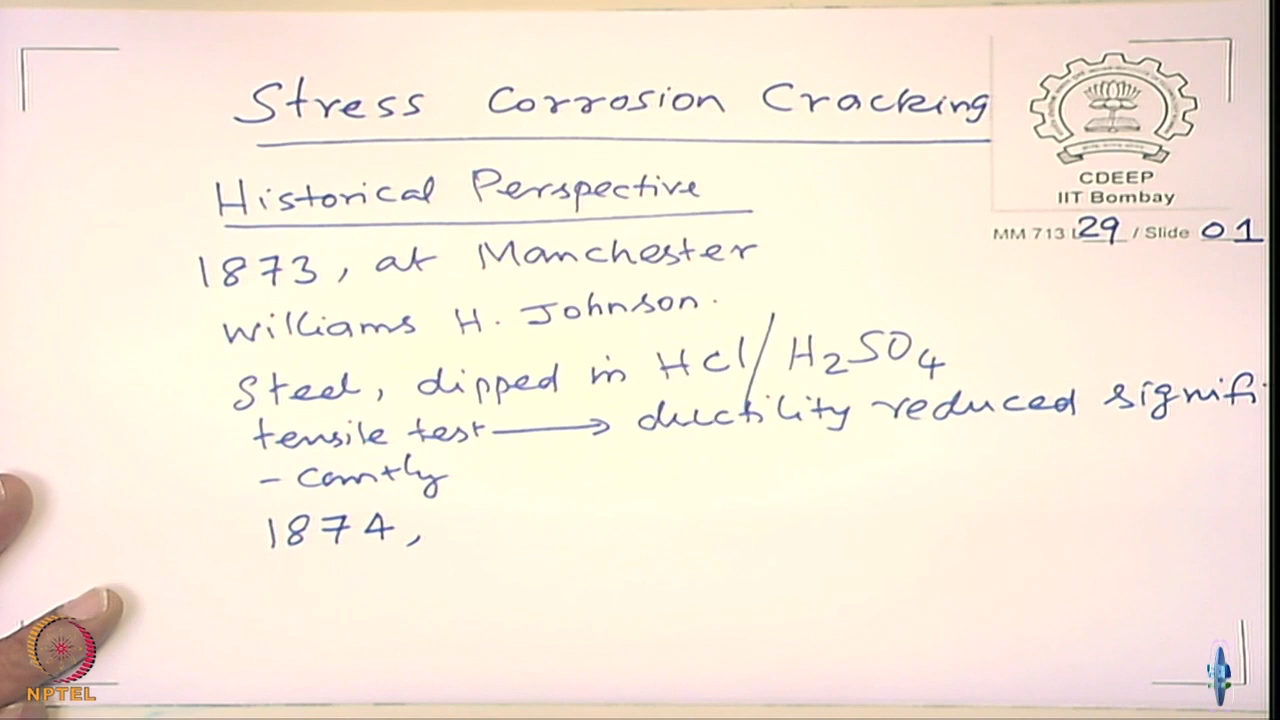 Stress Corrosion Cracking
Historical Perspective
1873, at Manchester
Williams H. Johnson.
Steel, dipped in HCl/H2SO4
tensile test → ductility reduced signifi
- cantly
1874,
CDEEP
IIT Bombay
MM 713 L29 / Slide 01
NPTEL